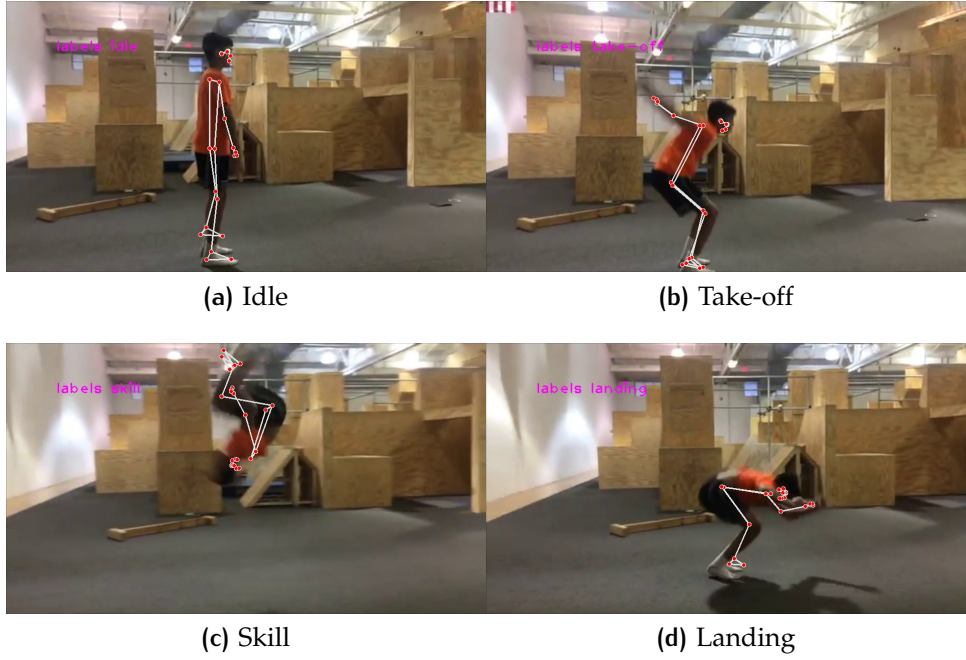 labels Idle
labels take-off
(a) Idle
(b) Take-off
labels skill
labels landing
(c) Skill
(d) Landing